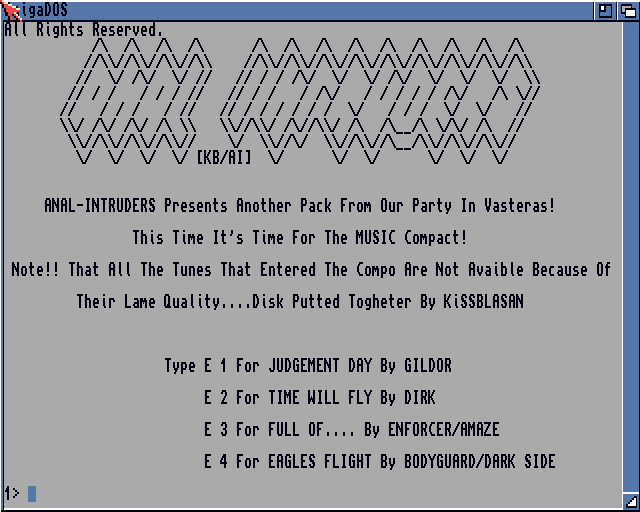 AmigaDOS
All Rights Reserved.
[KB/AI]
ANAL-INTRUDERS Presents Another Pack From Our Party In Vasteras!
This Time It's Time For The MUSIC Compact!
Note!! That All The Tunes That Entered The Compo Are Not Avaible Because Of
Their Lame Quality....Disk Putted Togheter By KiSSBLASAN
Type E 1 For JUDGEMENT DAY By GILDOR
E 2 For TIME WILL FLY By DIRK
E 3 For FULL OF.... By ENFORCER/AMAZE
E 4 For EAGLES FLIGHT By BODYGUARD/DARK SIDE
1>